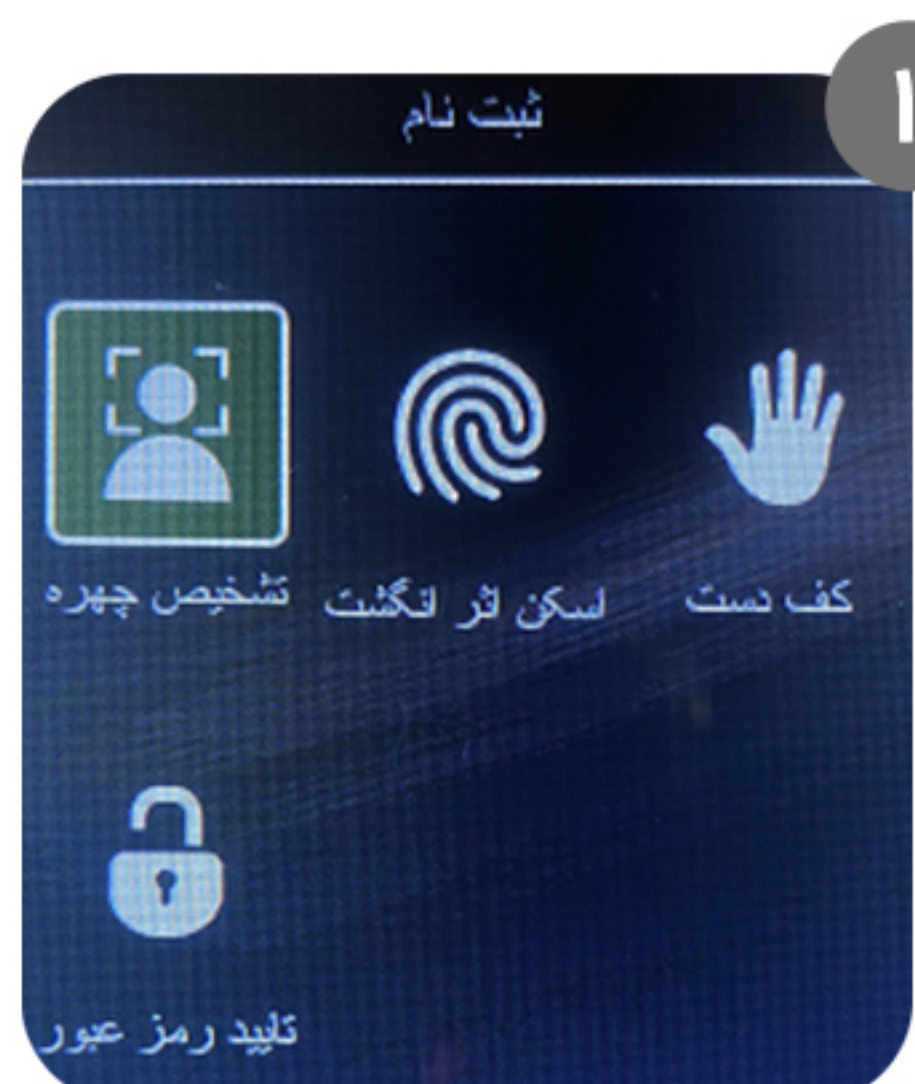 ۱
ثبت نام
کف دست
اسکن اثر انگشت
تشخیص چهره
تایید رمز عبور